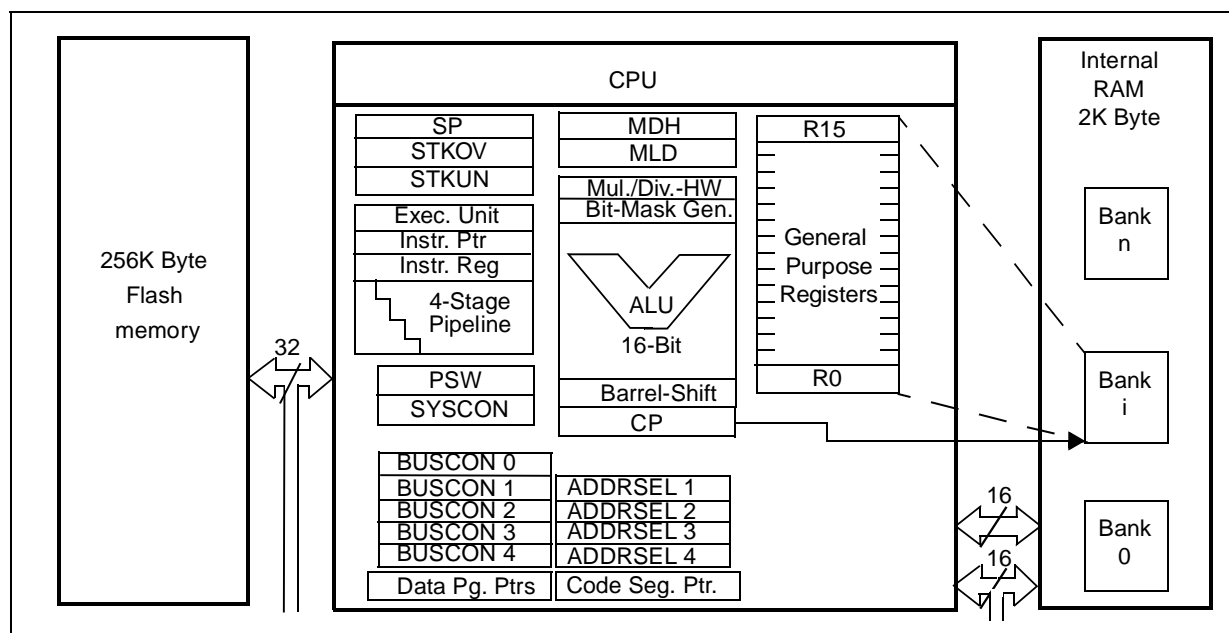 256K Byte
Flash
memory
32
CPU
SP
STKOV
STKUN
Exec. Unit
Instr. Ptr
Instr. Reg
4-Stage
Pipeline
PSW
SYSCON
BUSCON 0
BUSCON 1
BUSCON 2
BUSCON 3
BUSCON 4
Data Pg. Ptrs
MDH
MLD
Mul./Div.-HW
Bit-Mask Gen.
ALU
16-Bit
Barrel-Shift
CP
ADDRSEL 1
ADDRSEL 2
ADDRSEL 3
ADDRSEL 4
Code Seg. Ptr.
R15
General
Purpose
Registers
R0
16
16
Internal
RAM
2K Byte
Bank
n
Bank
i
Bank
0